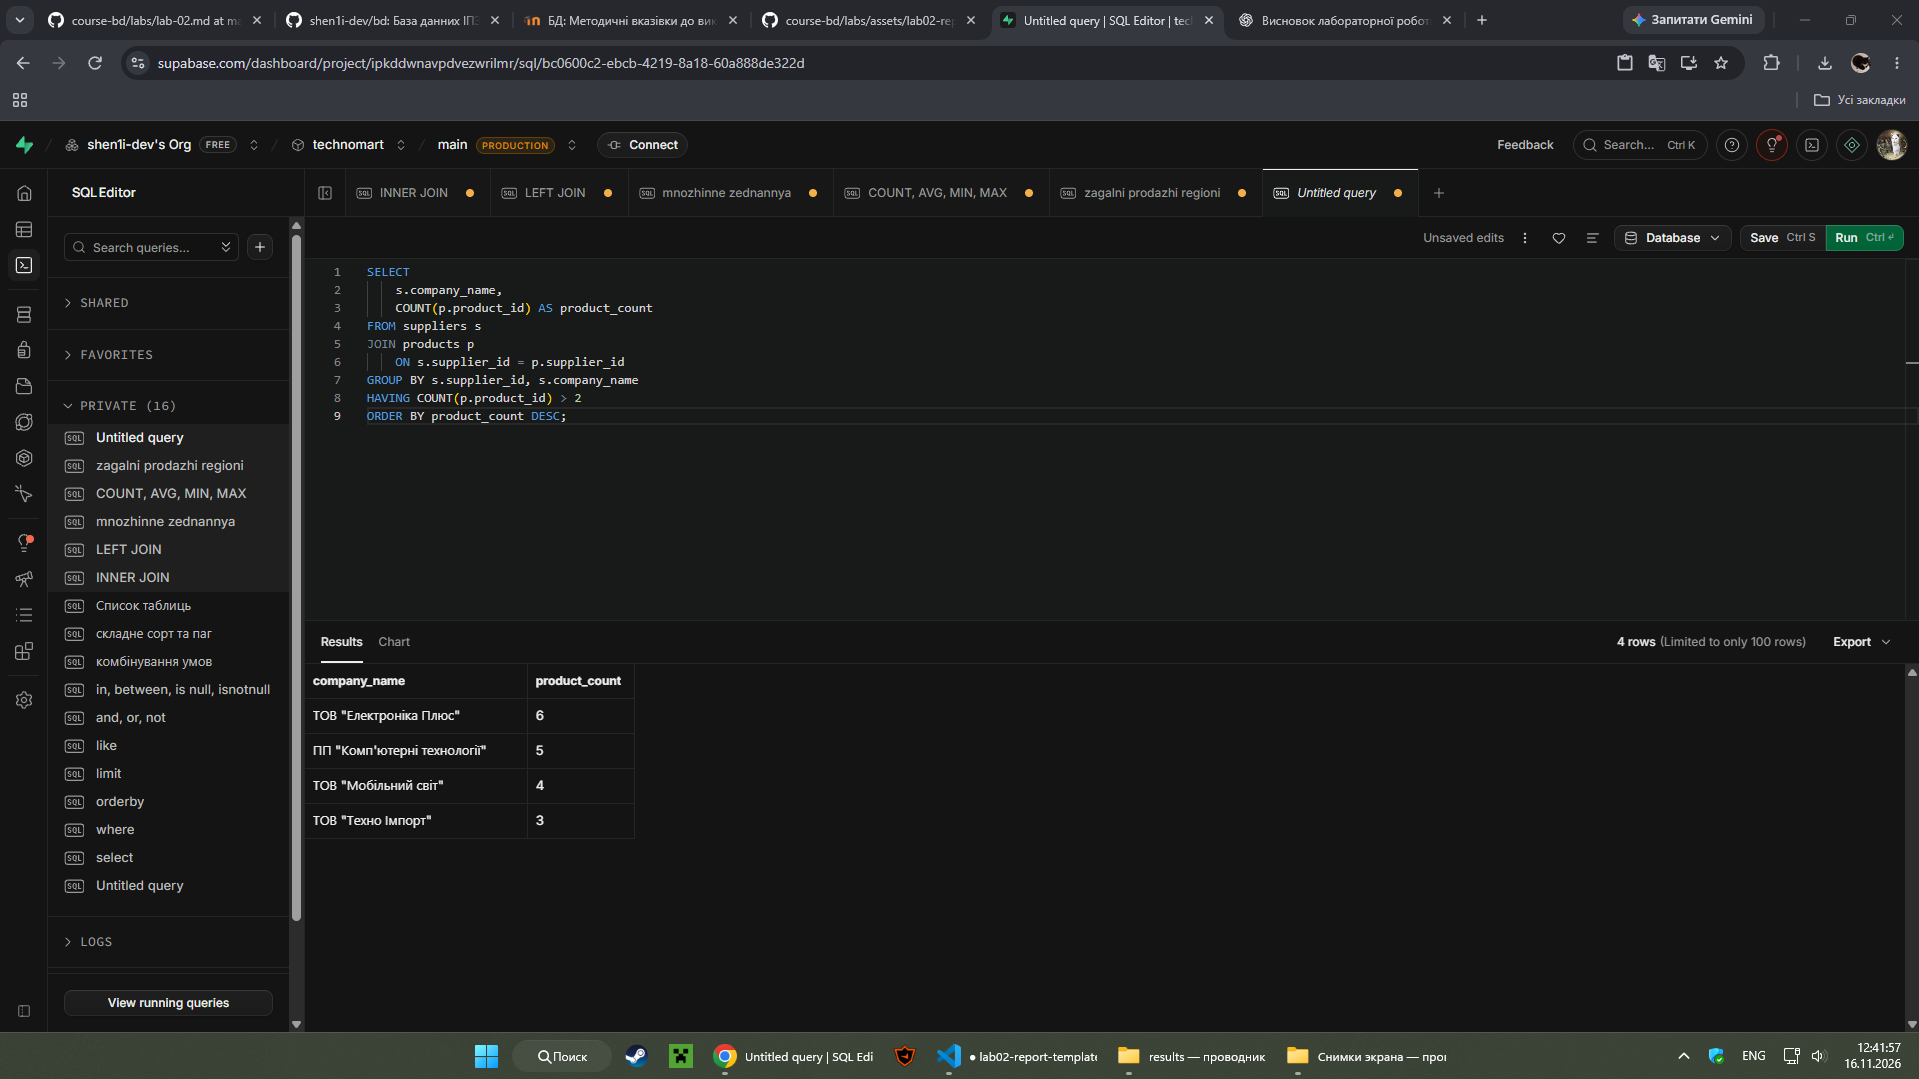 course-bd/labs/lab-02.md at ma
shen1i-dev/bd: База данних ІПЗ
БД: Методичні вказівки до вик
course-bd/labs/assets/lab02-rep
Untitled query | SQL Editor | tec
Висновок лабораторної робот
Запитати Gemini
supabase.com/dashboard/project/ipkddwnavpdvezwrilmr/sql/bc0600c2-ebcb-4219-8a18-60a888de322d
Усі закладки
shen1i-dev's Org FREE / technomart / main PRODUCTION Connect
Feedback Search... Ctrl K
SQL Editor
INNER JOIN
LEFT JOIN
mnozhinne zednannya
COUNT, AVG, MIN, MAX
zagalni prodazhi regioni
Untitled query
Search queries...
Unsaved edits Database Save Ctrl S Run Ctrl ↵
SHARED
FAVORITES
PRIVATE (16)
Untitled query
zagalni prodazhi regioni
COUNT, AVG, MIN, MAX
mnozhinne zednannya
LEFT JOIN
INNER JOIN
Список таблиць
складне сорт та паг
комбінування умов
in, between, is null, isnotnull
and, or, not
like
limit
orderby
where
select
Untitled query
LOGS
View running queries
1 SELECT
2 s.company_name,
3 COUNT(p.product_id) AS product_count
4 FROM suppliers s
5 JOIN products p
6 ON s.supplier_id = p.supplier_id
7 GROUP BY s.supplier_id, s.company_name
8 HAVING COUNT(p.product_id) > 2
9 ORDER BY product_count DESC;
Results Chart
4 rows (Limited to only 100 rows) Export
company_name product_count
ТОВ "Електроніка Плюс" 6
ПП "Комп'ютерні технології" 5
ТОВ "Мобільний світ" 4
ТОВ "Техно Імпорт" 3
Поиск
Untitled query | SQL Edi
● lab02-report-template
results — проводник
Снимки экрана — про
ENG
12:41:57
16.11.2026